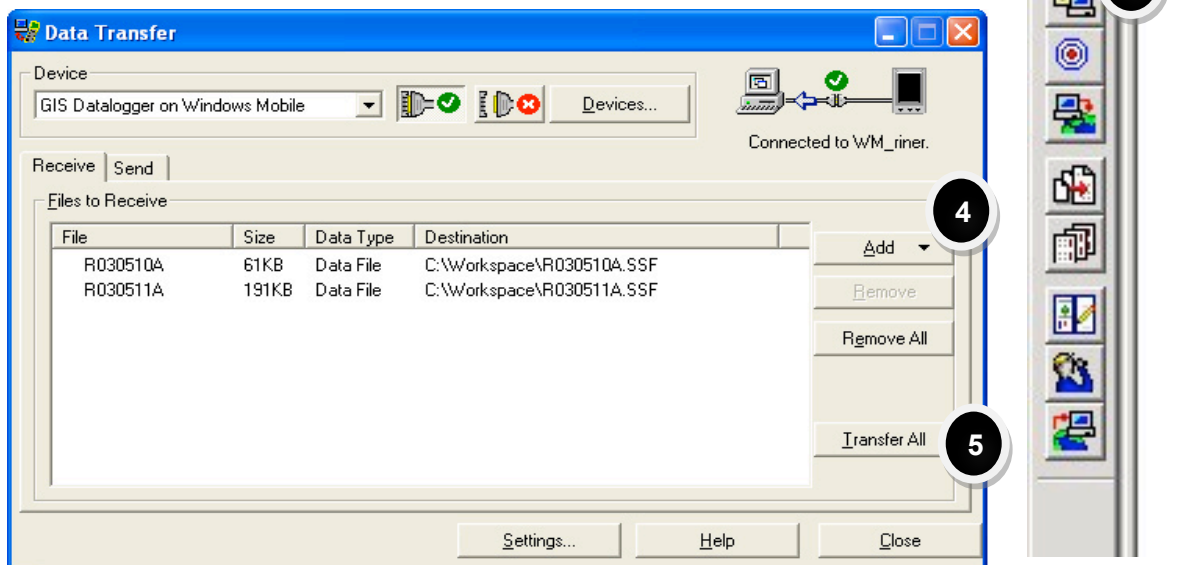 Data Transfer
Device
GIS Datalogger on Windows Mobile
Devices...
Connected to WM_riner.
Receive
Send
Files to Receive
4
File Size Data Type Destination
R030510A 61KB Data File C:\Workspace\R030510A.SSF
R030511A 191KB Data File C:\Workspace\R030511A.SSF
Add
Remove
Remove All
Transfer All
5
Settings...
Help
Close